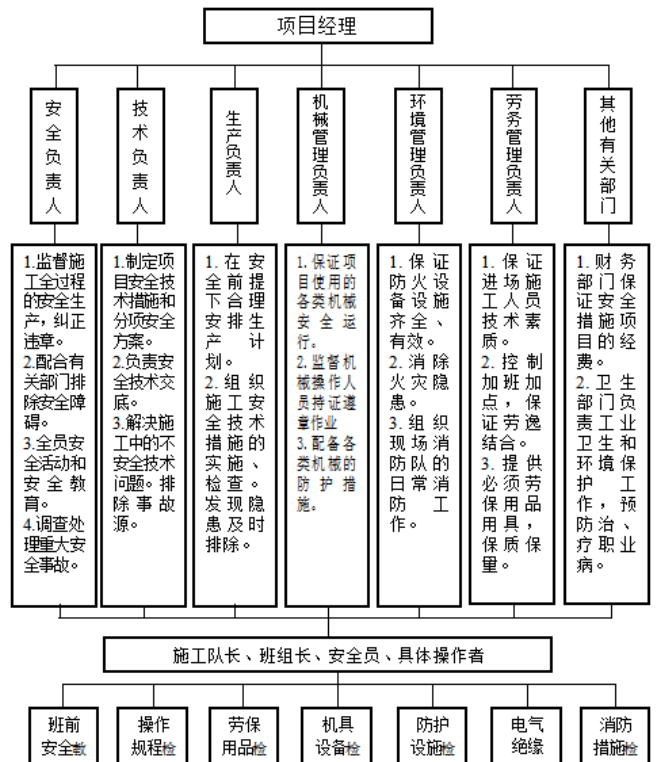 项目经理
安全负责人
技术负责人
生产负责人
机械管理负责人
环境管理负责人
劳务管理负责人
其他有关部门
1.监督施
工全过程
的安全生
产，纠正
违章。
2.配合有
关部门排
除安全障
碍。
3.全员安
全活动和
安全教
育。
4.调查处
理重大安
全事故。
1.制定项
目安全技
术措施和
分项安全
方案。
2.负责安
全技术交
底。
3.解决施
工中的不
安全技术
问题。排
除事故
源。
1.在安
全前提
下合理
安排生
产计
划。
2.组织
施工安
全技术
措施的
实施、
检查。
发现隐
患及时
排除。
1.保证项
目使用的
各类机械
安全运
行。
2.监督机
械操作人
员持证遵
章作业
3.配备各
类机械的
防护措
施。
1.保证
防火设
备设施
齐全、
有效。
2.消除
火灾隐
患。
3.组织
现场消
防队的
日常消
防工
作。
1.保证
进场施
工人员
技术素
质。
2.控制
加班加
点，保
证劳逸
结合。
3.提供
必须劳
保用品
用具，
保质保
量。
1.财务
部门保
证安全
措施项
目的经
费。
2.卫生
部门负
责工业
卫生和
环境保
护工
作，预
防治、
疗职业
病。
施工队长、班组长、安全员、具体操作者
班前
安全教
操作
规程检
劳保
用品检
机具
设备检
防护
设施检
电气
绝缘
消防
措施检